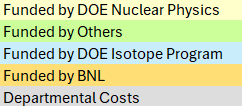 Funded by DOE Nuclear Physics
Funded by Others
Funded by DOE Isotope Program
Funded by BNL
Departmental Costs